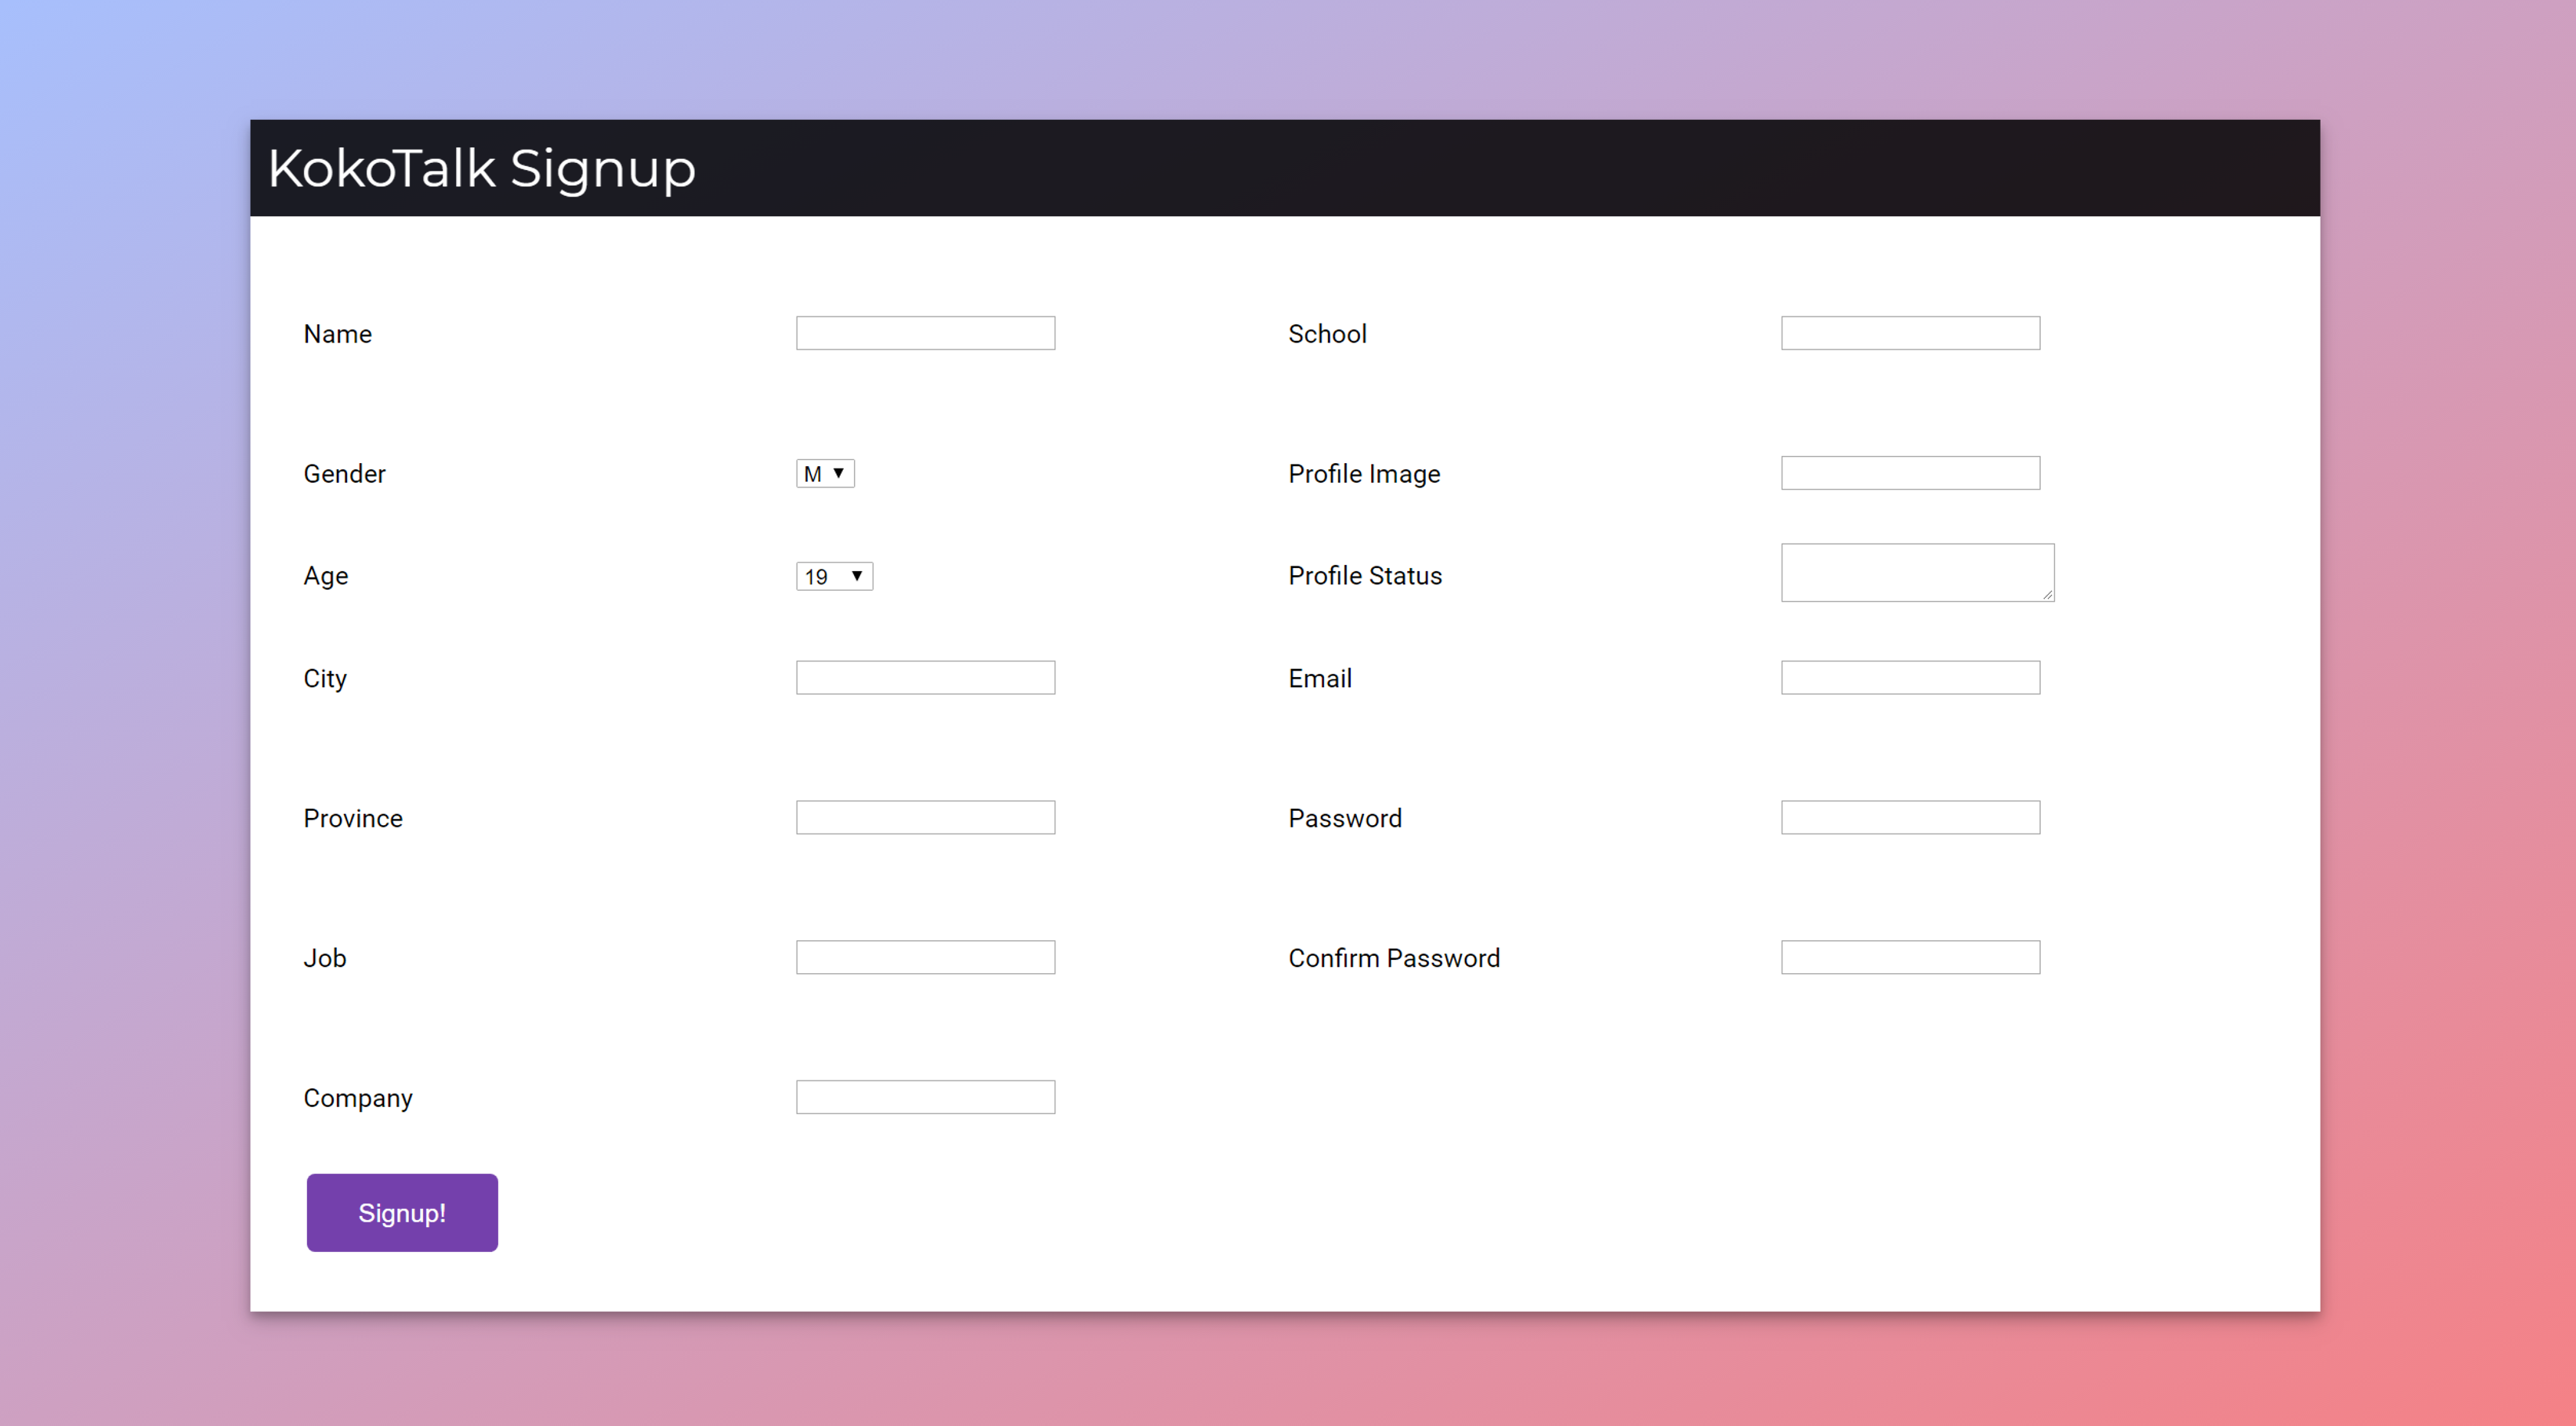 KokoTalk Signup
Name
School
Gender
M
Profile Image
Age
19
Profile Status
City
Email
Province
Password
Job
Confirm Password
Company
Signup!